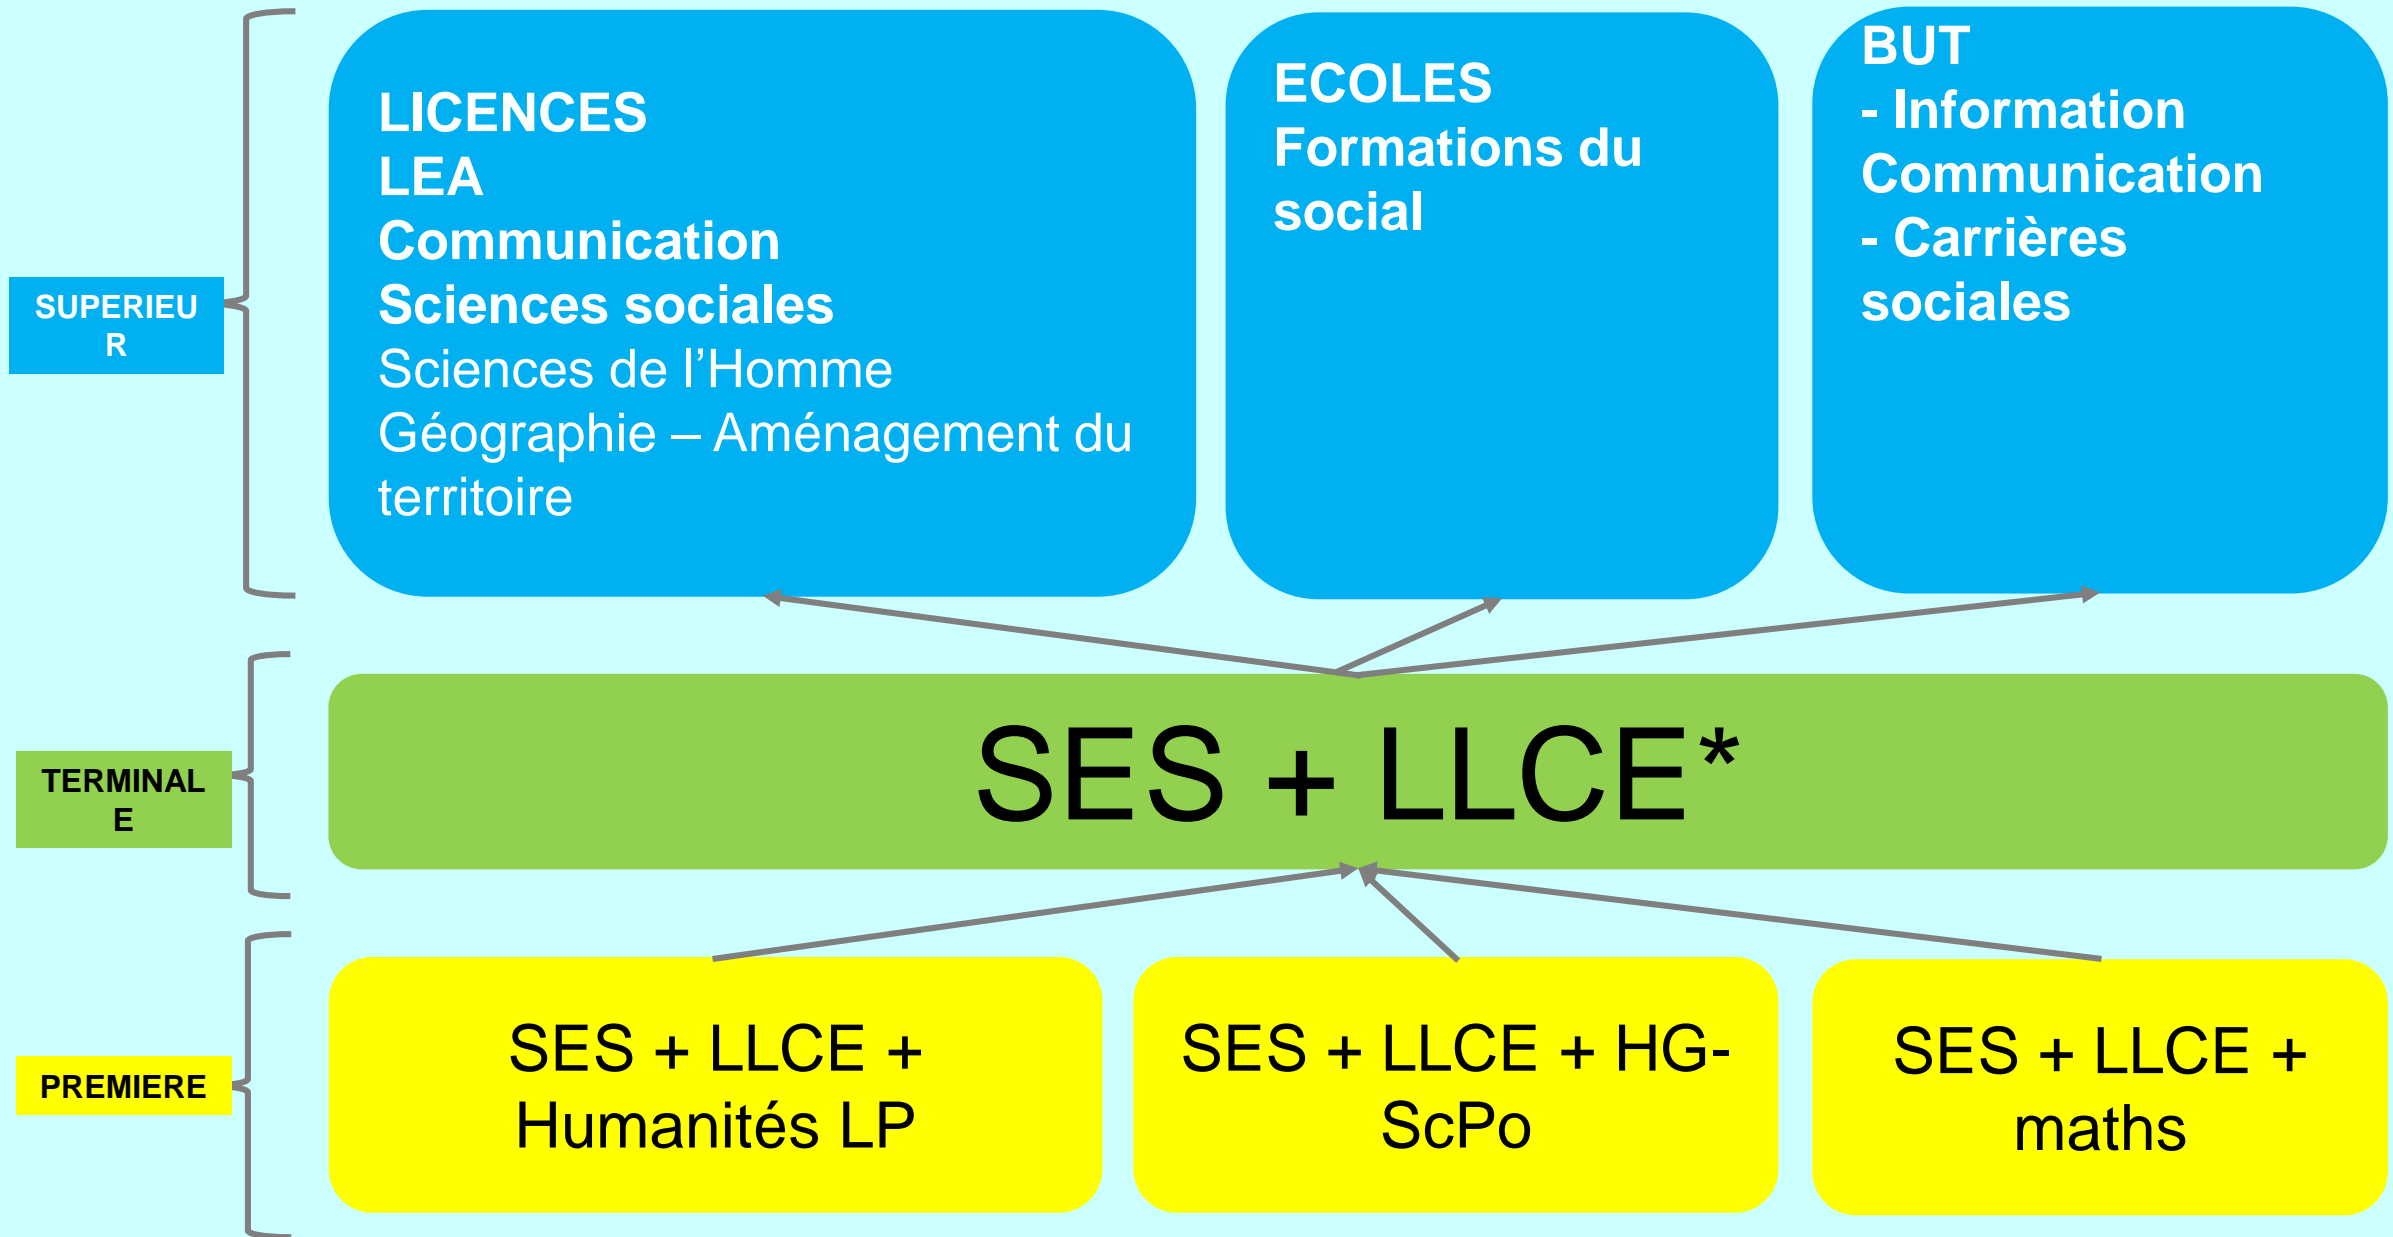 LICENCES
LEA
Communication
Sciences sociales
Sciences de l’Homme
Géographie – Aménagement du
territoire
ECOLES
Formations du
social
BUT
- Information
Communication
- Carrières
sociales
SUPERIEU
R
TERMINAL
E
SES + LLCE*
PREMIERE
SES + LLCE +
Humanités LP
SES + LLCE + HG-
ScPo
SES + LLCE +
maths